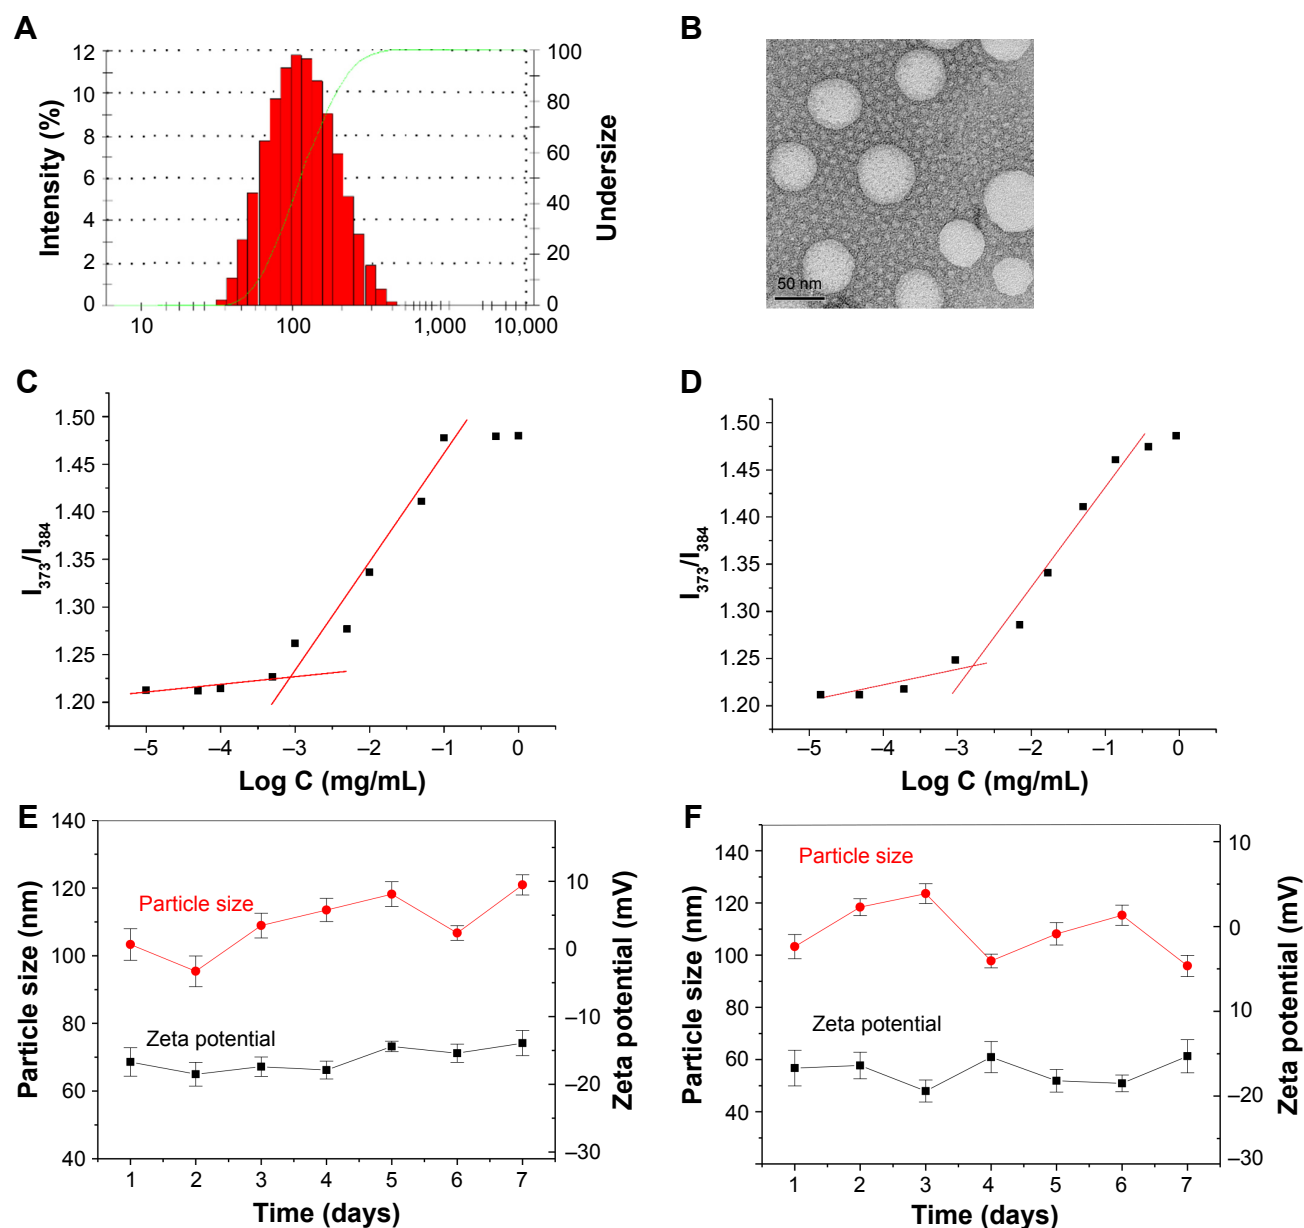 A
Intensity (%)
12
10
8
6
4
2
0
100
80
60
40
20
0
Undersize
10 100 1,000 10,000
B
50 nm
C
I373/I384
1.50
1.45
1.40
1.35
1.30
1.25
1.20
–5 –4 –3 –2 –1 0
Log C (mg/mL)
D
I373/I384
1.50
1.45
1.40
1.35
1.30
1.25
1.20
–5 –4 –3 –2 –1 0
Log C (mg/mL)
E
Particle size (nm)
140
120
100
80
60
40
Particle size
Zeta potential
10
0
–10
–20
–30
Zeta potential (mV)
1 2 3 4 5 6 7
Time (days)
F
Particle size (nm)
140
120
100
80
60
40
Particle size
Zeta potential
10
0
10
–20
–30
Zeta potential (mV)
1 2 3 4 5 6 7
Time (days)